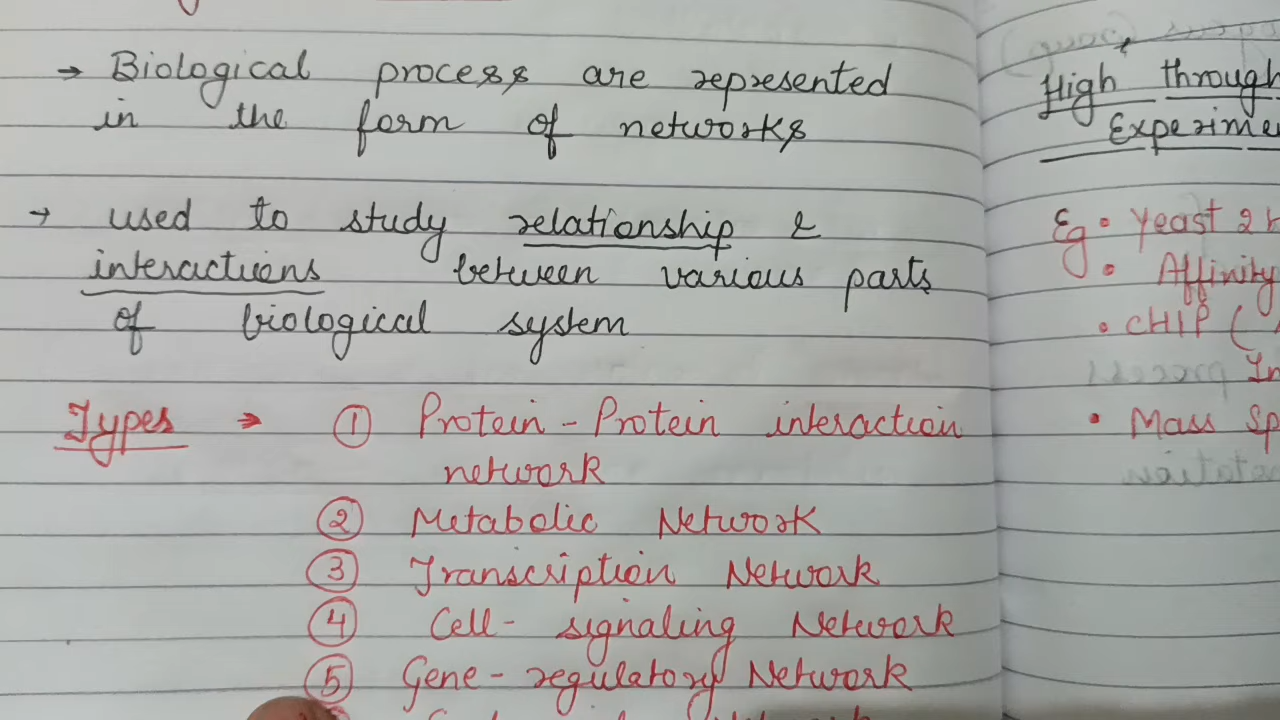 → Biological process are represented
in the form of networks
→ used to study relationship &
interactions between various parts
of biological system
Types → ① Protein - Protein interaction
network
② Metabolic Network
③ Transcription Network
④ Cell- signaling Network
⑤ Gene- regulatory Network
High through
Experime
Eg • Yeast 2 h
• Affinity
• CHIP (
In
• Mass Sp